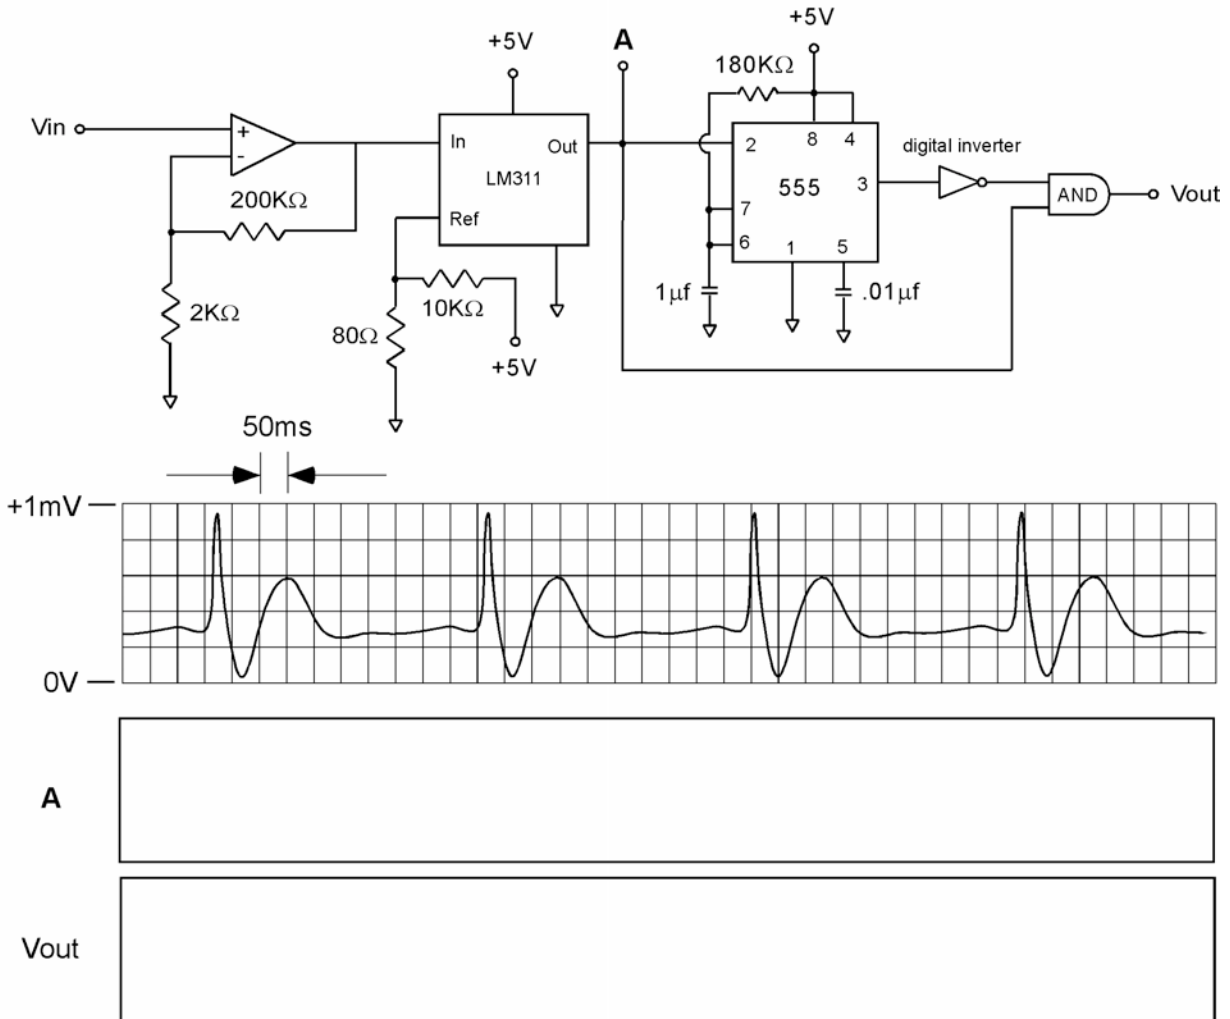 +5V
+5V
A
180KΩ
Vin
+
-
In
Out
LM311
Ref
2
8
4
digital inverter
555
3
AND
Vout
7
6
1
5
200KΩ
2KΩ
10KΩ
80Ω
+5V
1µf
.01µf
50ms
+1mV
0V
A
Vout